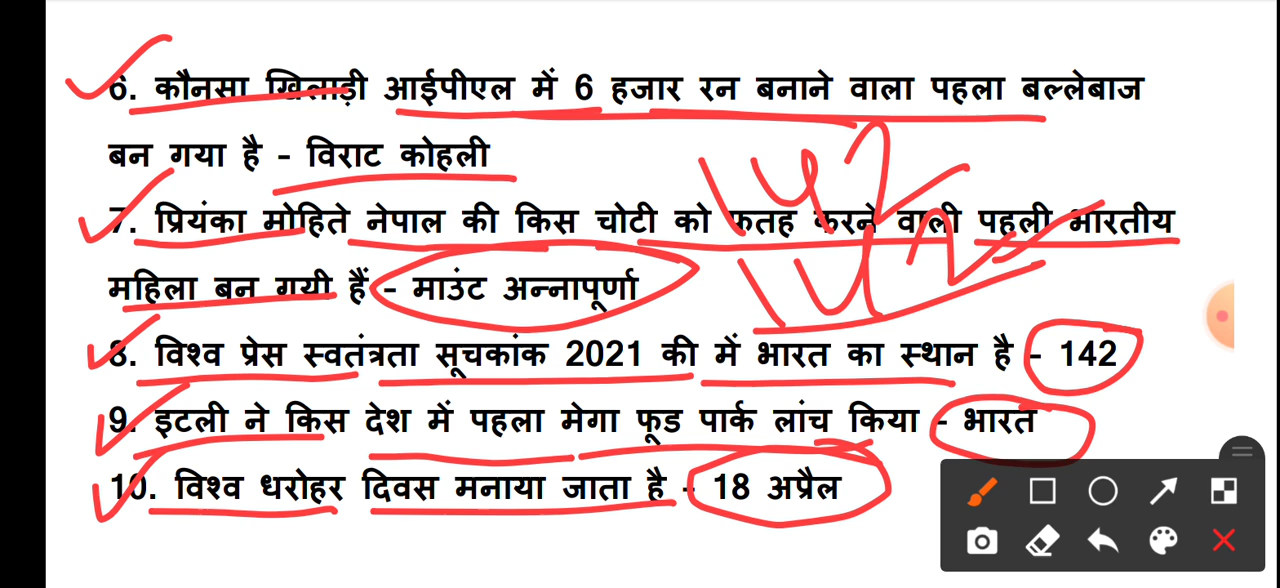 6. कौनसा खिलाड़ी आईपीएल में 6 हजार रन बनाने वाला पहला बल्लेबाज
बन गया है - विराट कोहली
7. प्रियंका मोहिते नेपाल की किस चोटी को फतह करने वाली पहली भारतीय
महिला बन गयी हैं - माउंट अन्नापूर्णा
8. विश्व प्रेस स्वतंत्रता सूचकांक 2021 की में भारत का स्थान है - 142
9. इटली ने किस देश में पहला मेगा फूड पार्क लांच किया - भारत
10. विश्व धरोहर दिवस मनाया जाता है - 18 अप्रैल